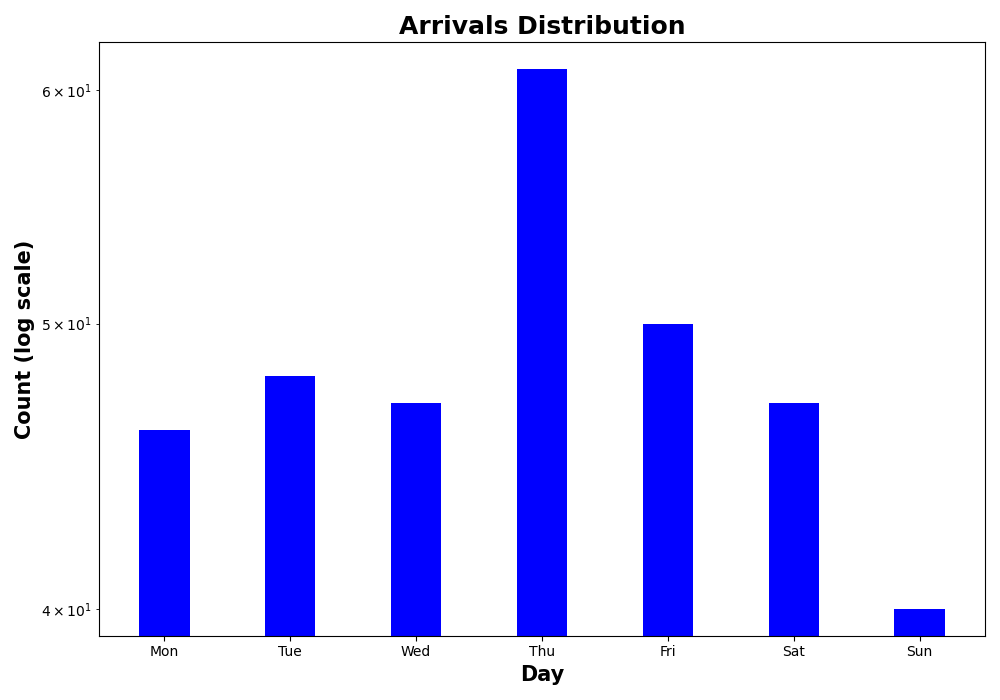 Arrivals Distribution
6 × 10¹
5 × 10¹
4 × 10¹
Count (log scale)
Mon Tue Wed Thu Fri Sat Sun
Day